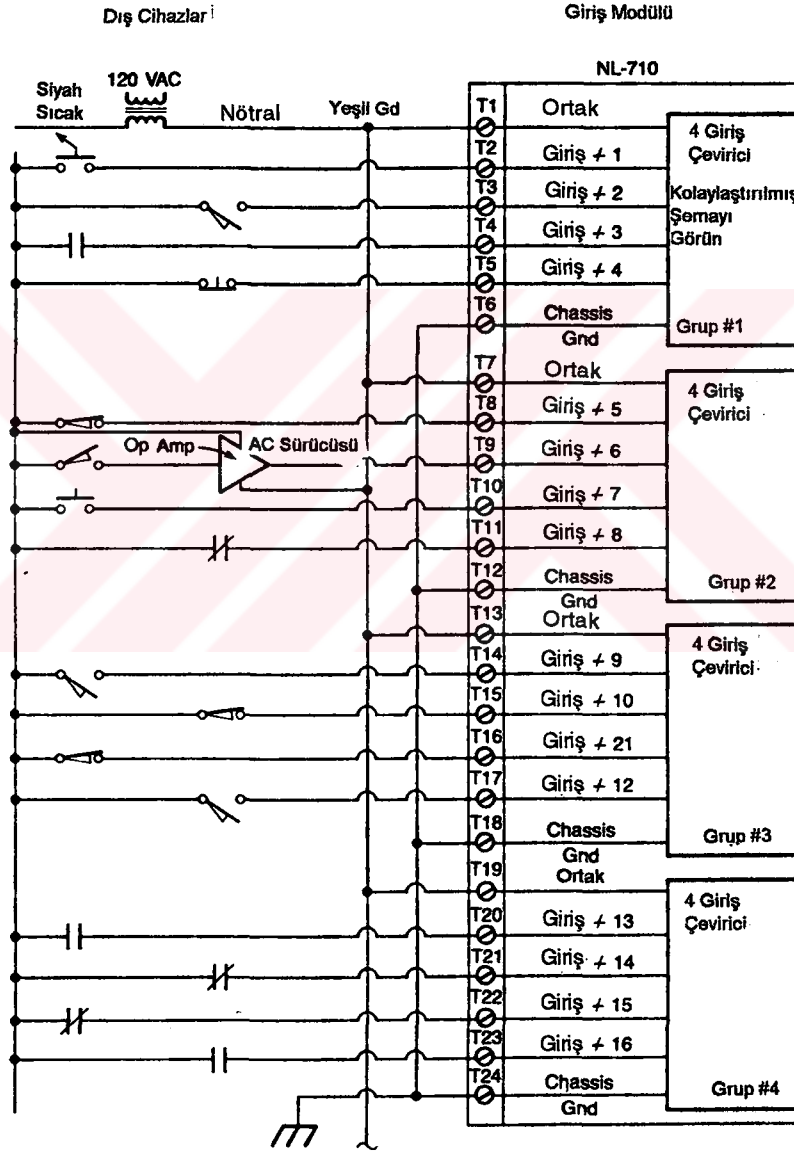 Dış Cihazlar
Giriş Modülü
NL-710
Siyah
Sıcak
120 VAC
Nötral
Yeşil Gd
T1 Ortak
T2 Giriş + 1
T3 Giriş + 2
T4 Giriş + 3
T5 Giriş + 4
T6 Chassis
Gnd
4 Giriş
Çevirici
Kolaylaştırılmış
Şemayı
Görün
Grup #1
T7 Ortak
T8 Giriş + 5
Op Amp
AC Sürücüsü
T9 Giriş + 6
T10 Giriş + 7
T11 Giriş + 8
T12 Chassis
Gnd
4 Giriş
Çevirici
Grup #2
T13 Ortak
T14 Giriş + 9
T15 Giriş + 10
T16 Giriş + 21
T17 Giriş + 12
T18 Chassis
Gnd
4 Giriş
Çevirici
Grup #3
T19 Ortak
T20 Giriş + 13
T21 Giriş + 14
T22 Giriş + 15
T23 Giriş + 16
T24 Chassis
Gnd
4 Giriş
Çevirici
Grup #4